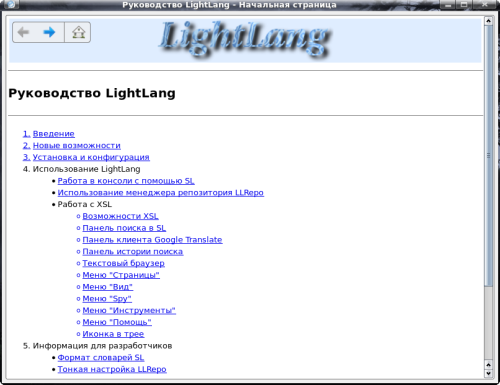 Руководство LightLang - Начальная страница
LightLang
Руководство LightLang
1. Введение
2. Новые возможности
3. Установка и конфигурация
4. Использование LightLang
• Работа в консоли с помощью SL
• Использование менеджера репозитория LLRepo
• Работа с XSL
Возможности XSL
Панель поиска в SL
Панель клиента Google Translate
Панель истории поиска
Текстовый браузер
Меню "Страницы"
Меню "Вид"
Меню "Spy"
Меню "Инструменты"
Меню "Помощь"
Иконка в трее
5. Информация для разработчиков
• Формат словарей SL
• Тонкая настройка LLRepo